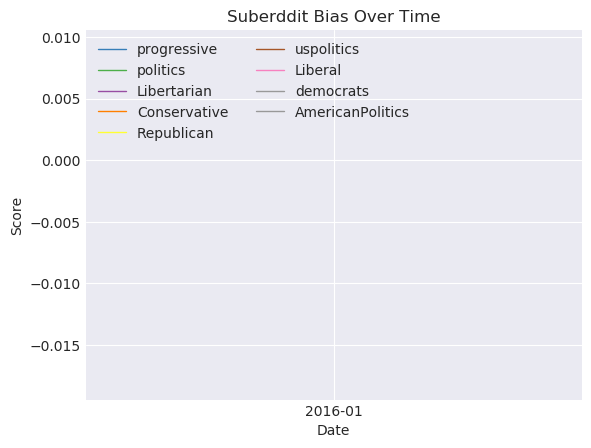 Suberddit Bias Over Time
0.010
0.005
0.000
−0.005
−0.010
−0.015
Score
progressive
politics
Libertarian
Conservative
Republican
uspolitics
Liberal
democrats
AmericanPolitics
2016-01
Date